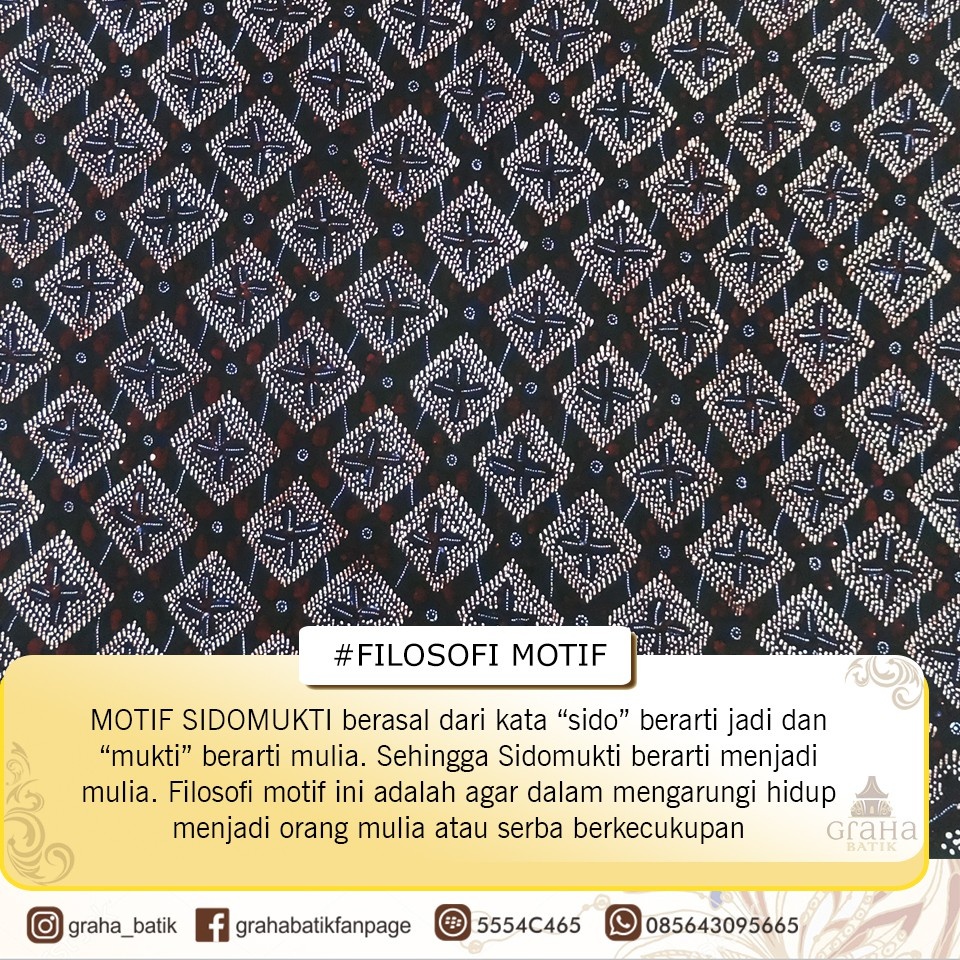 #FILOSOFI MOTIF
MOTIF SIDOMUKTI berasal dari kata “sido” berarti jadi dan
“mukti” berarti mulia. Sehingga Sidomukti berarti menjadi
mulia. Filosofi motif ini adalah agar dalam mengarungi hidup
menjadi orang mulia atau serba berkecukupan
GraHa
BATIK
graha_batik
grahabatikfanpage
5554C465
085643095665